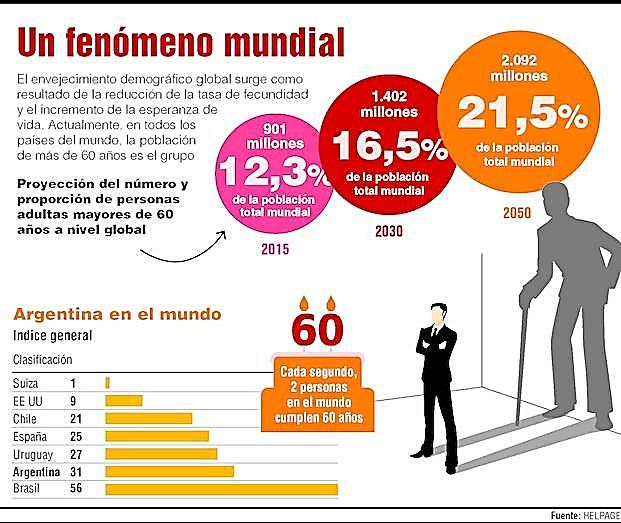 Un fenómeno mundial
El envejecimiento demográfico global surge como
resultado de la reducción de la tasa de fecundidad
y el incremento de la esperanza de
vida. Actualmente, en todos los
países del mundo, la población
de más de 60 años es el grupo
Proyección del número y
proporción de personas
adultas mayores de 60
años a nivel global
901
millones
12,3%
de la población
total mundial
2015
1.402
millones
16,5%
de la población
total mundial
2030
2.092
millones
21,5%
de la población
total mundial
2050
Argentina en el mundo
Indice general
Clasificación
Suiza 1
EE UU 9
Chile 21
España 25
Uruguay 27
Argentina 31
Brasil 56
60
Cada segundo,
2 personas
en el mundo
cumplen 60 años
Fuente: HELPAGE